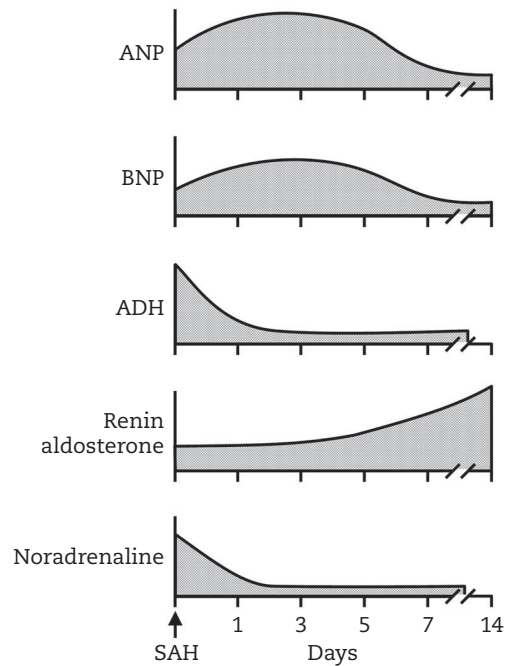 ANP
BNP
ADH
Renin
aldosterone
Noradrenaline
1 3 5 7 14
SAH Days